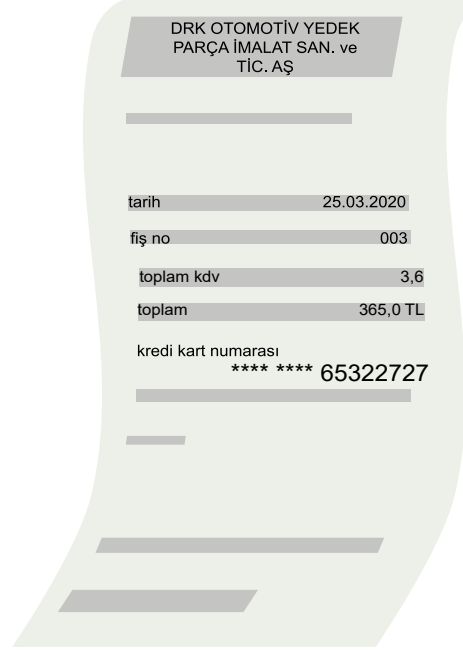 DRK OTOMOTİV YEDEK
PARÇA İMALAT SAN. ve
TİC. AŞ
tarih 25.03.2020
fiş no 003
toplam kdv 3,6
toplam 365,0 TL
kredi kart numarası
**** **** 65322727